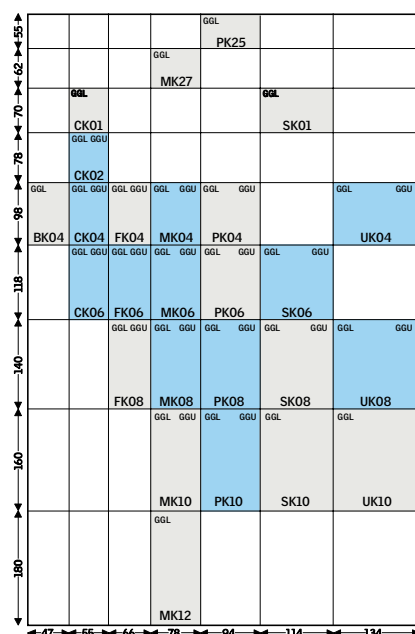 55
GGL
PK25
62
GGL
MK27
70
GGL
GGL
CK01
SK01
78
GGL GGU
CK02
98
GGL
GGL GGU
GGL GGU
GGL GGU
GGL GGU
GGL GGU
BK04
CK04
FK04
MK04
PK04
UK04
118
GGL GGU
GGL GGU
GGL GGU
GGL GGU
GGL GGU
CK06
FK06
MK06
PK06
SK06
140
GGL GGU
GGL GGU
GGL GGU
GGL GGU
GGL GGU
FK08
MK08
PK08
SK08
UK08
160
GGL GGU
GGL GGU
GGL
GGL
MK10
PK10
SK10
UK10
180
GGL
MK12
47
55
66
78
94
114
134